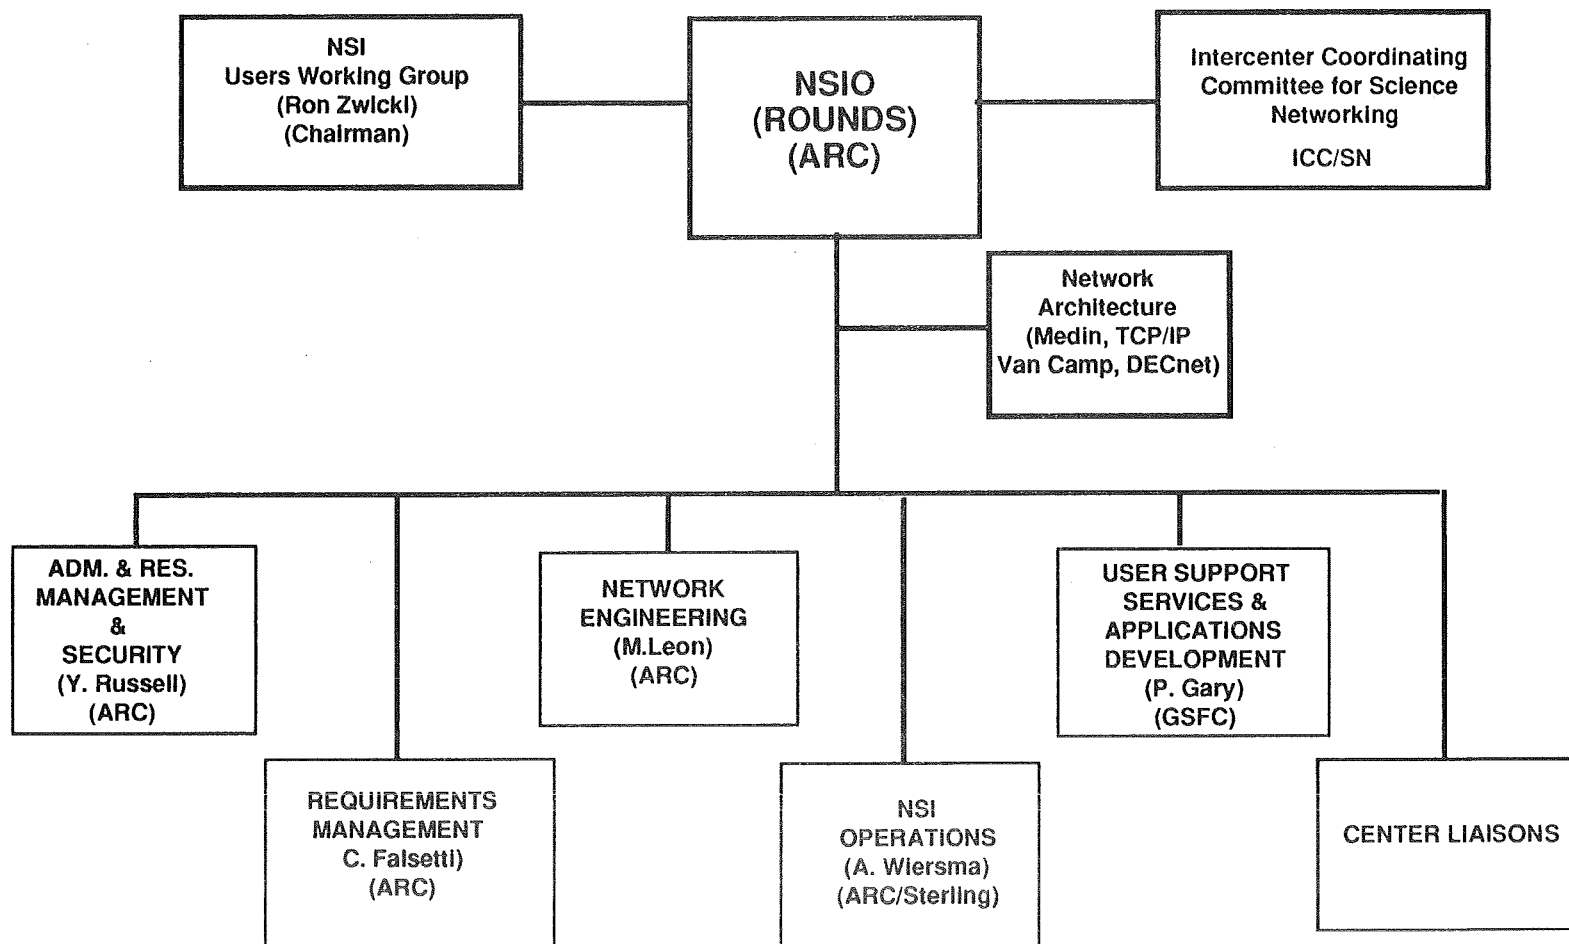 NSI
Users Working Group
(Ron Zwickl)
(Chairman)
NSIO
(ROUNDS)
(ARC)
Intercenter Coordinating
Committee for Science
Networking
ICC/SN
Network
Architecture
(Medin, TCP/IP
Van Camp, DECnet)
ADM. & RES.
MANAGEMENT
&
SECURITY
(Y. Russell)
(ARC)
REQUIREMENTS
MANAGEMENT
C. Falsetti)
(ARC)
NETWORK
ENGINEERING
(M.Leon)
(ARC)
NSI
OPERATIONS
(A. Wiersma)
(ARC/Sterling)
USER SUPPORT
SERVICES &
APPLICATIONS
DEVELOPMENT
(P. Gary)
(GSFC)
CENTER LIAISONS